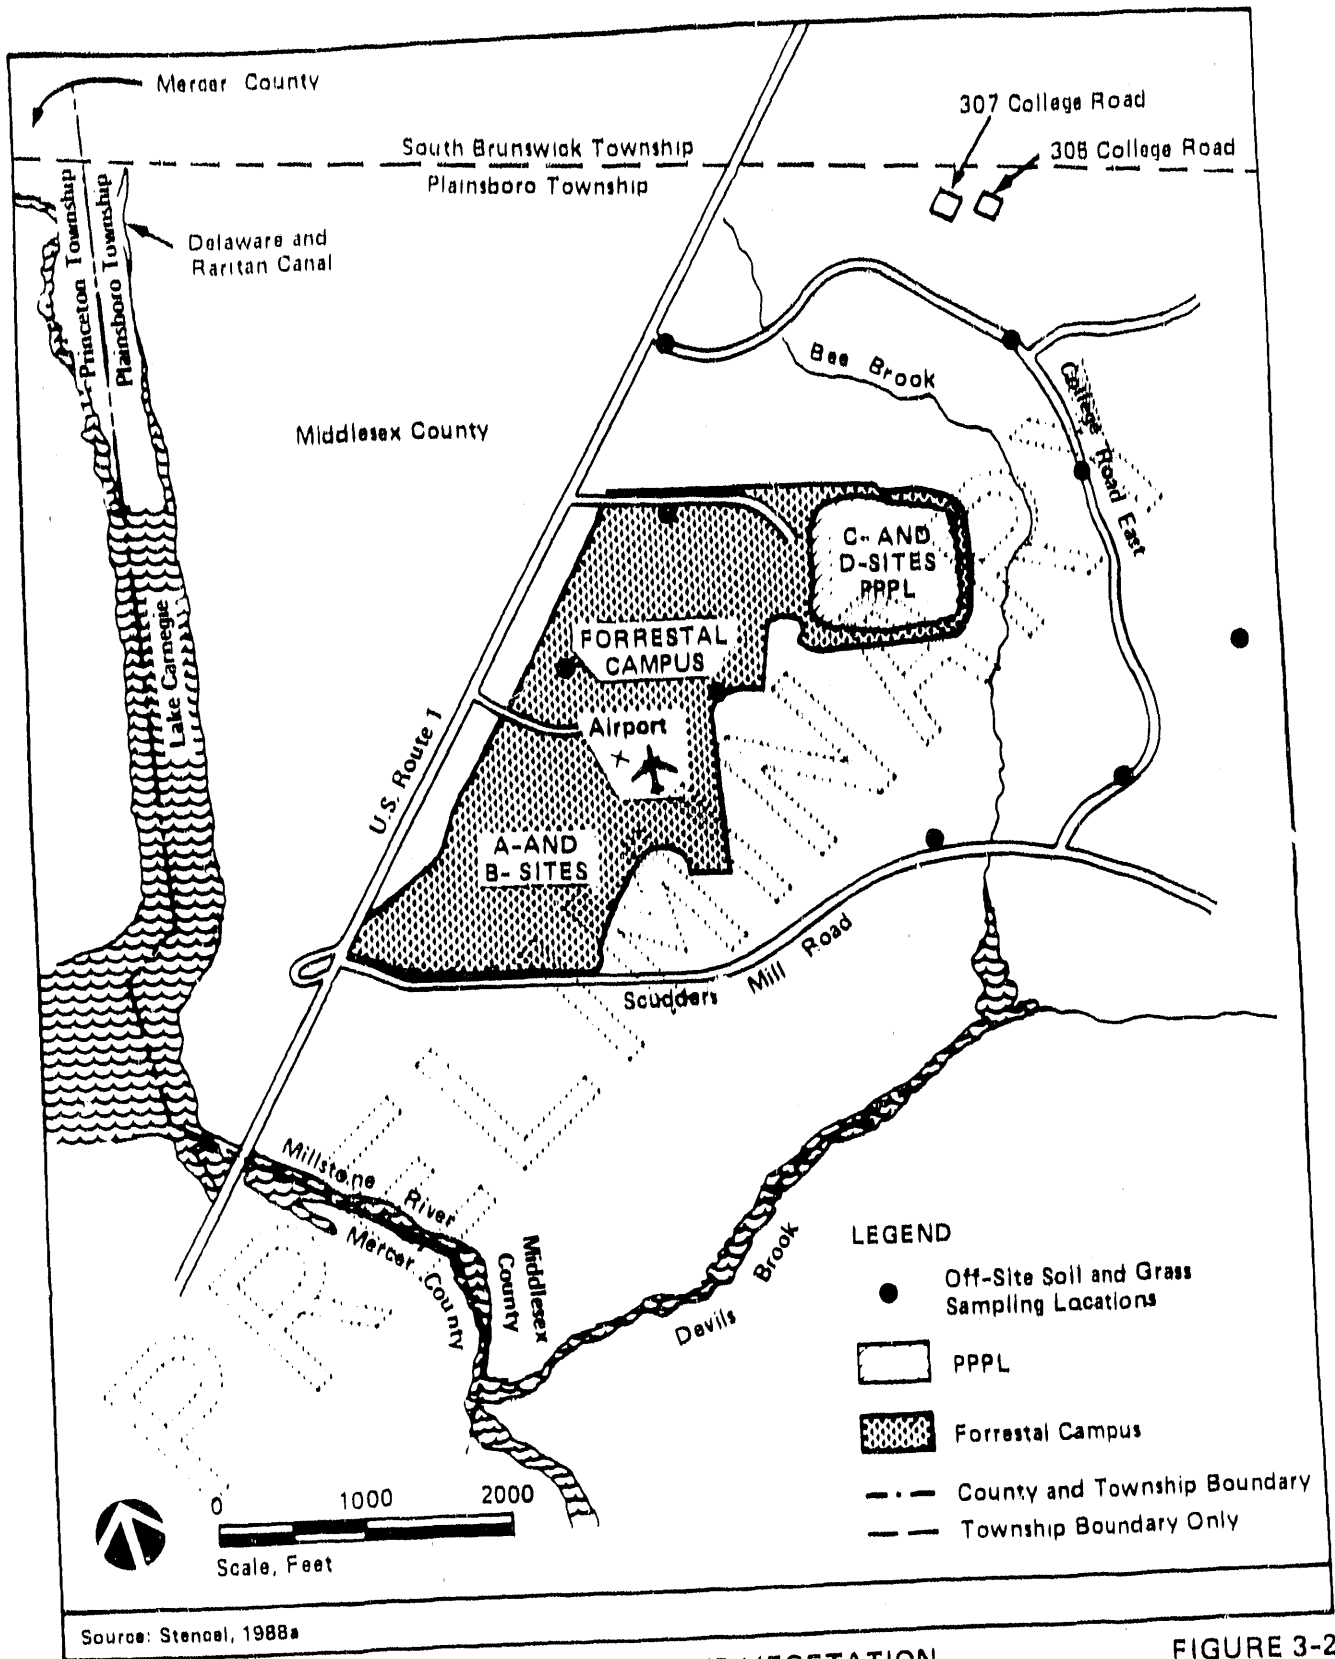 Mercer County
307 College Road
South Brunswick Township
306 College Road
Plainsboro Township
Princeton Township
Plainsboro Township
Delaware and
Raritan Canal
Bee Brook
College Road East
Middlesex County
C- AND
D-SITES
PPPL
FORRESTAL
CAMPUS
Lake Carnegie
Airport
U.S. Route 1
A-AND
B-SITES
Scudders Mill Road
PRELIMINARY
Millstone River
Mercer County
Middlesex
County
Devils Brook
LEGEND
Off-Site Soil and Grass
Sampling Locations
PPPL
Forrestal Campus
County and Township Boundary
Township Boundary Only
0 1000 2000
Scale, Feet
Source: Stencel, 1988a
VEGETATION
FIGURE 3-2